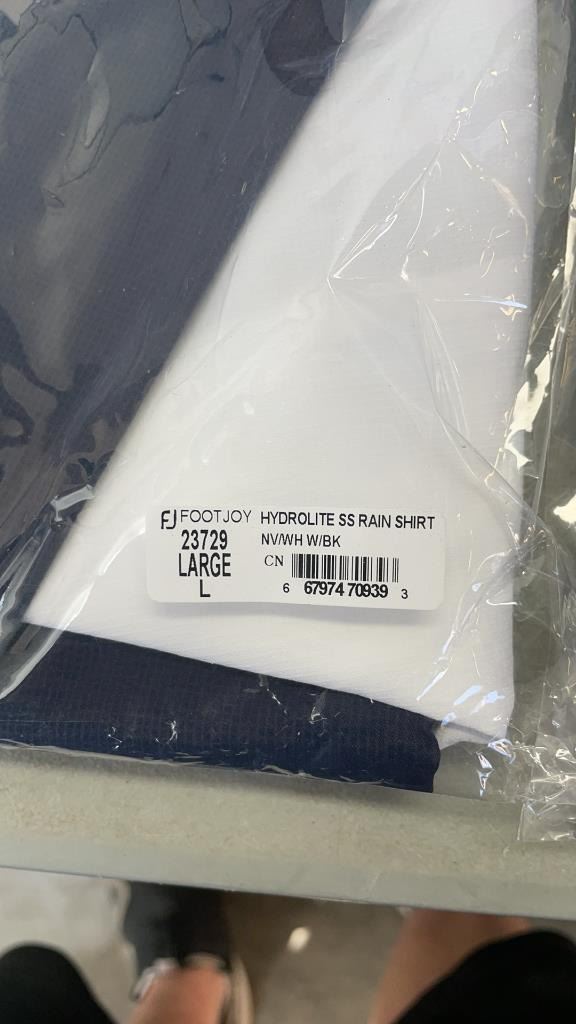 FJ FOOTJOY HYDROLITE SS RAIN SHIRT
23729 NV/WH W/BK
LARGE CN
L 6 67974 70939 3